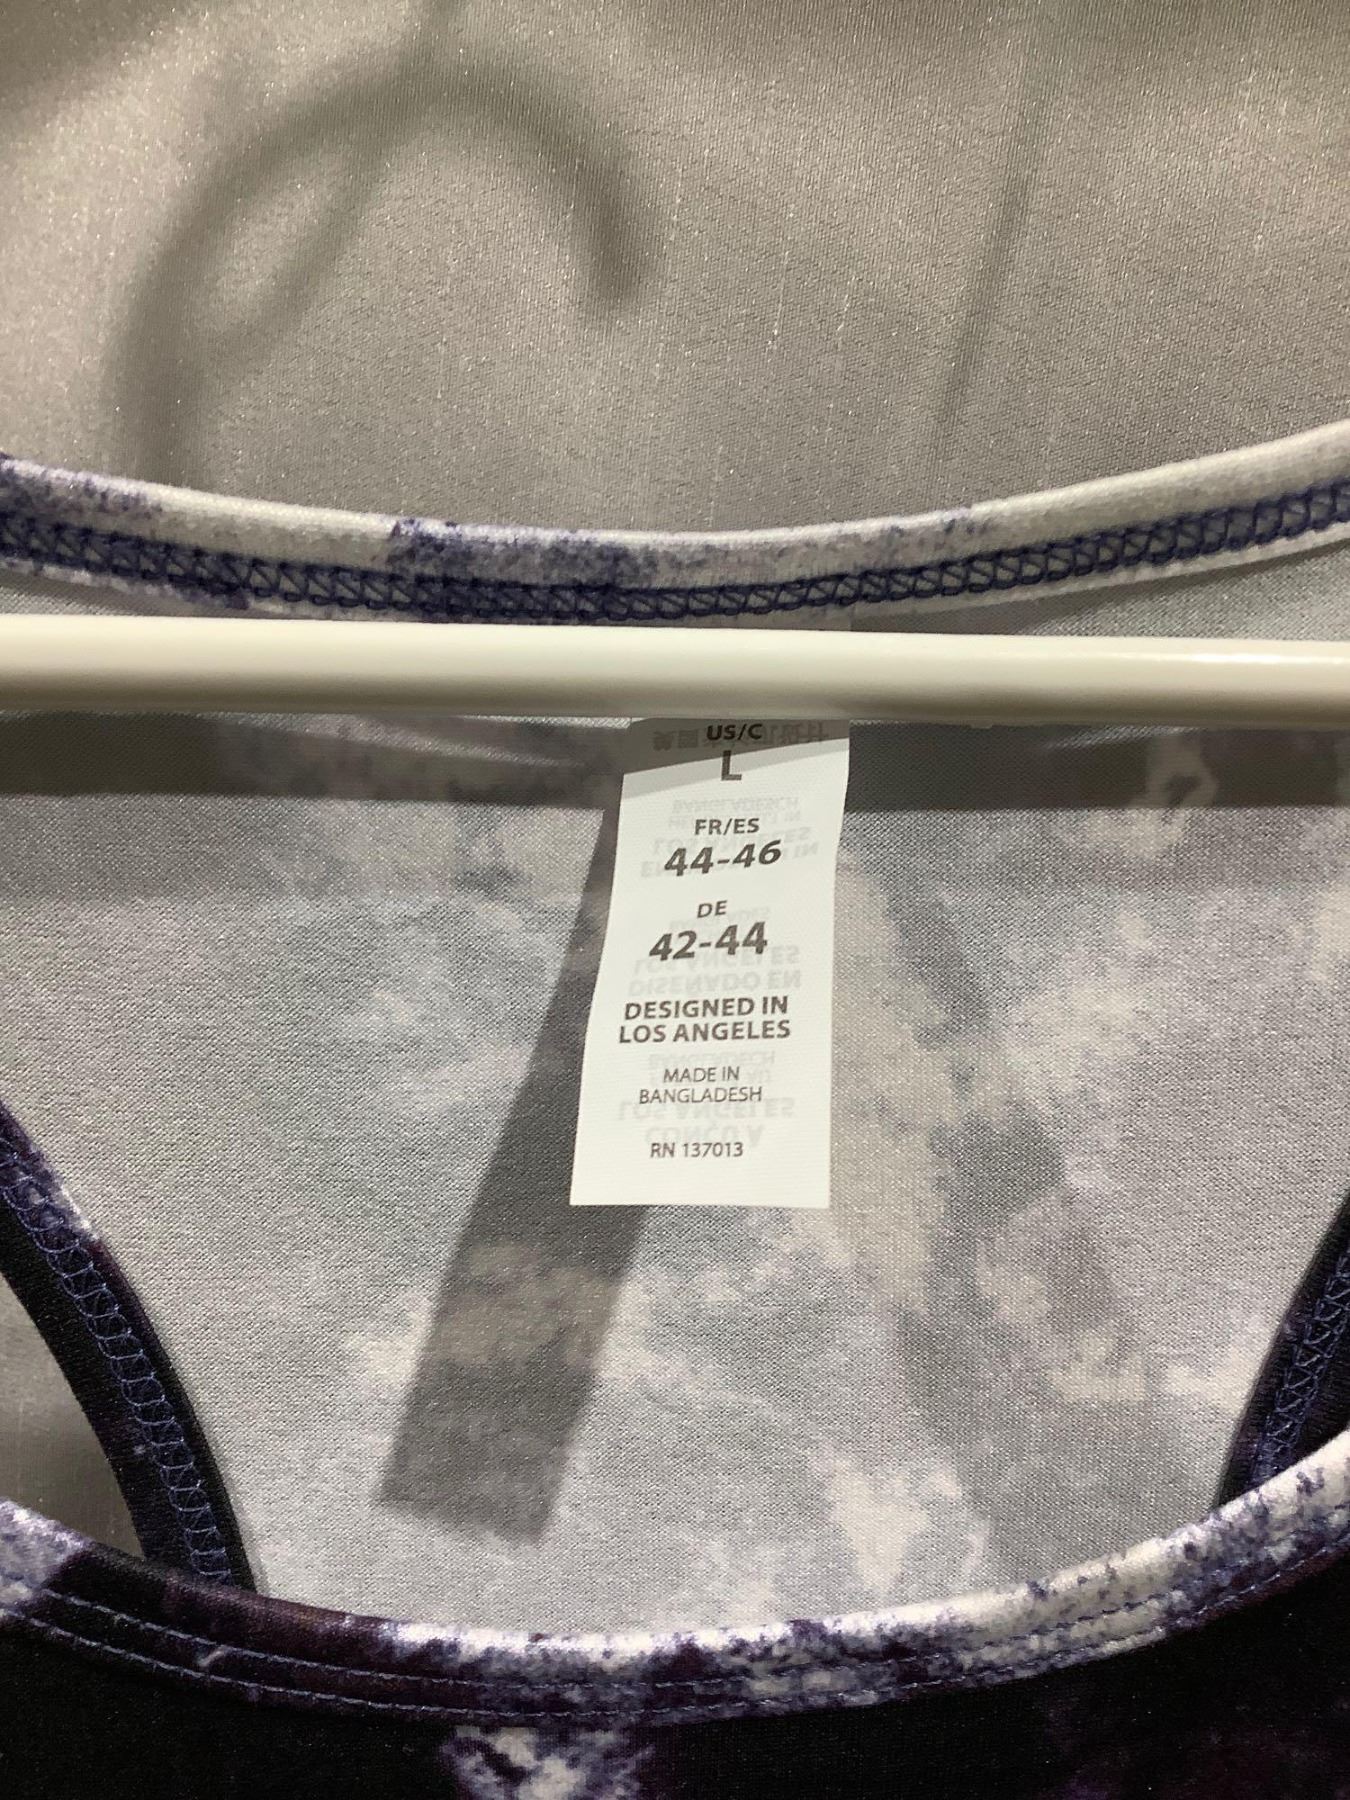 US/C
L
FR/ES
44-46
DE
42-44
DESIGNED IN
LOS ANGELES
MADE IN
BANGLADESH
RN 137013